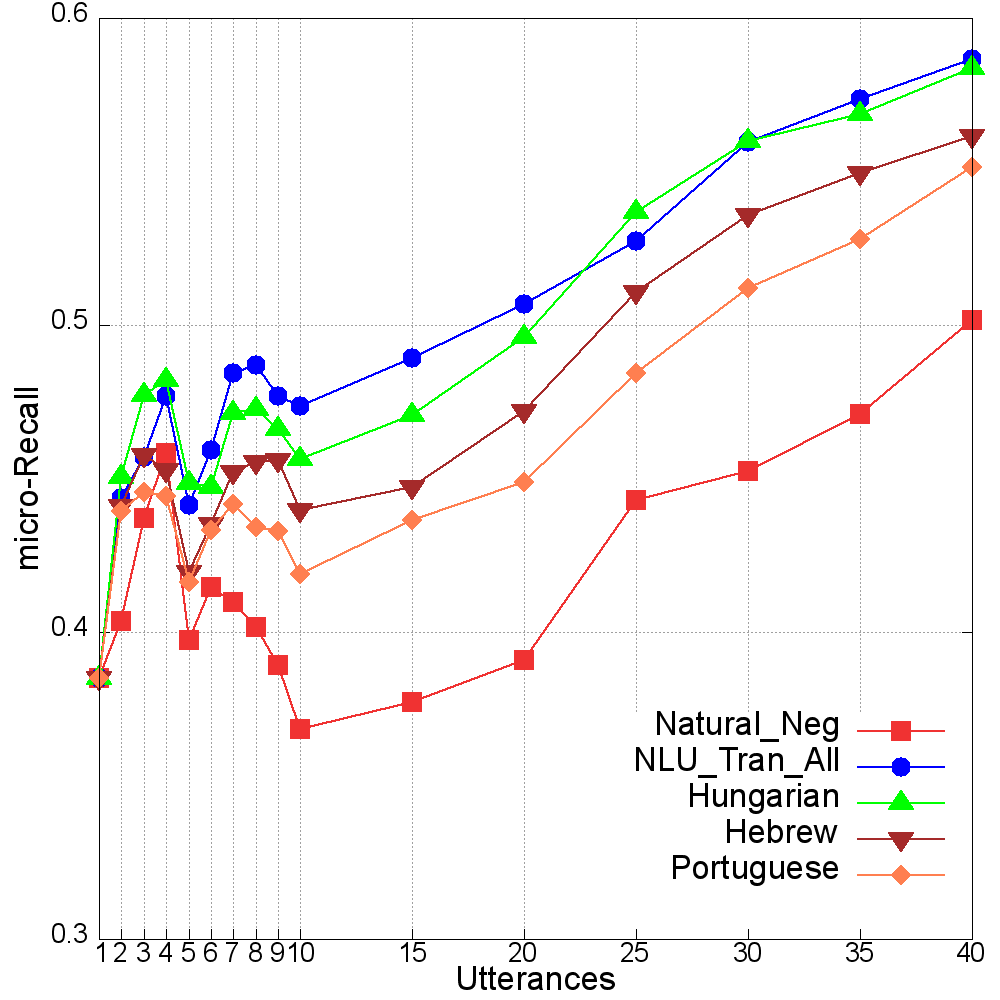 0.6
0.5
0.4
0.3
micro-Recall
Natural_Neg
NLU_Tran_All
Hungarian
Hebrew
Portuguese
1 2 3 4 5 6 7 8 9 10 15 20 25 30 35 40
Utterances